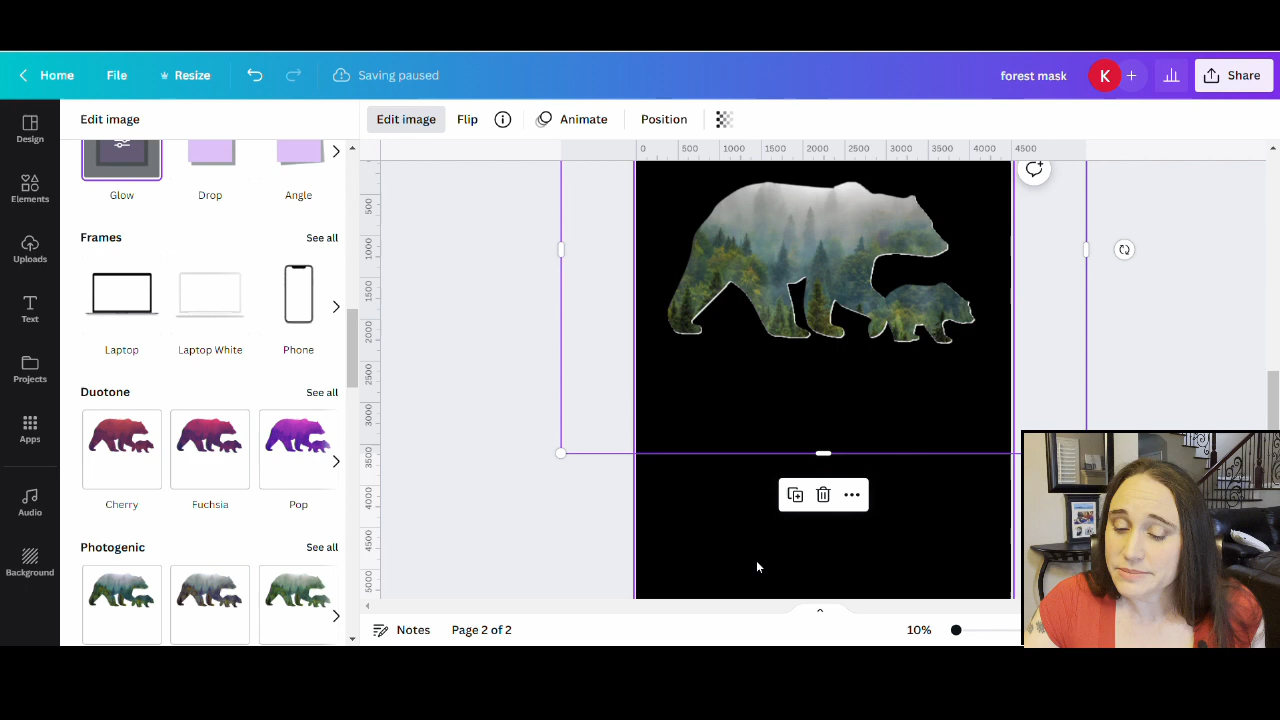 Home File Resize Saving paused forest mask K + Share
Design
Elements
Uploads
Text
Projects
Apps
Audio
Background
Edit image
Glow Drop Angle
Frames See all
Laptop Laptop White Phone
Duotone See all
Cherry Fuchsia Pop
Photogenic See all
Edit image Flip Animate Position
0 500 1000 1500 2000 2500 3000 3500 4000 4500
500
1000
1500
2000
2500
3000
3500
4000
4500
5000
Notes Page 2 of 2 10%